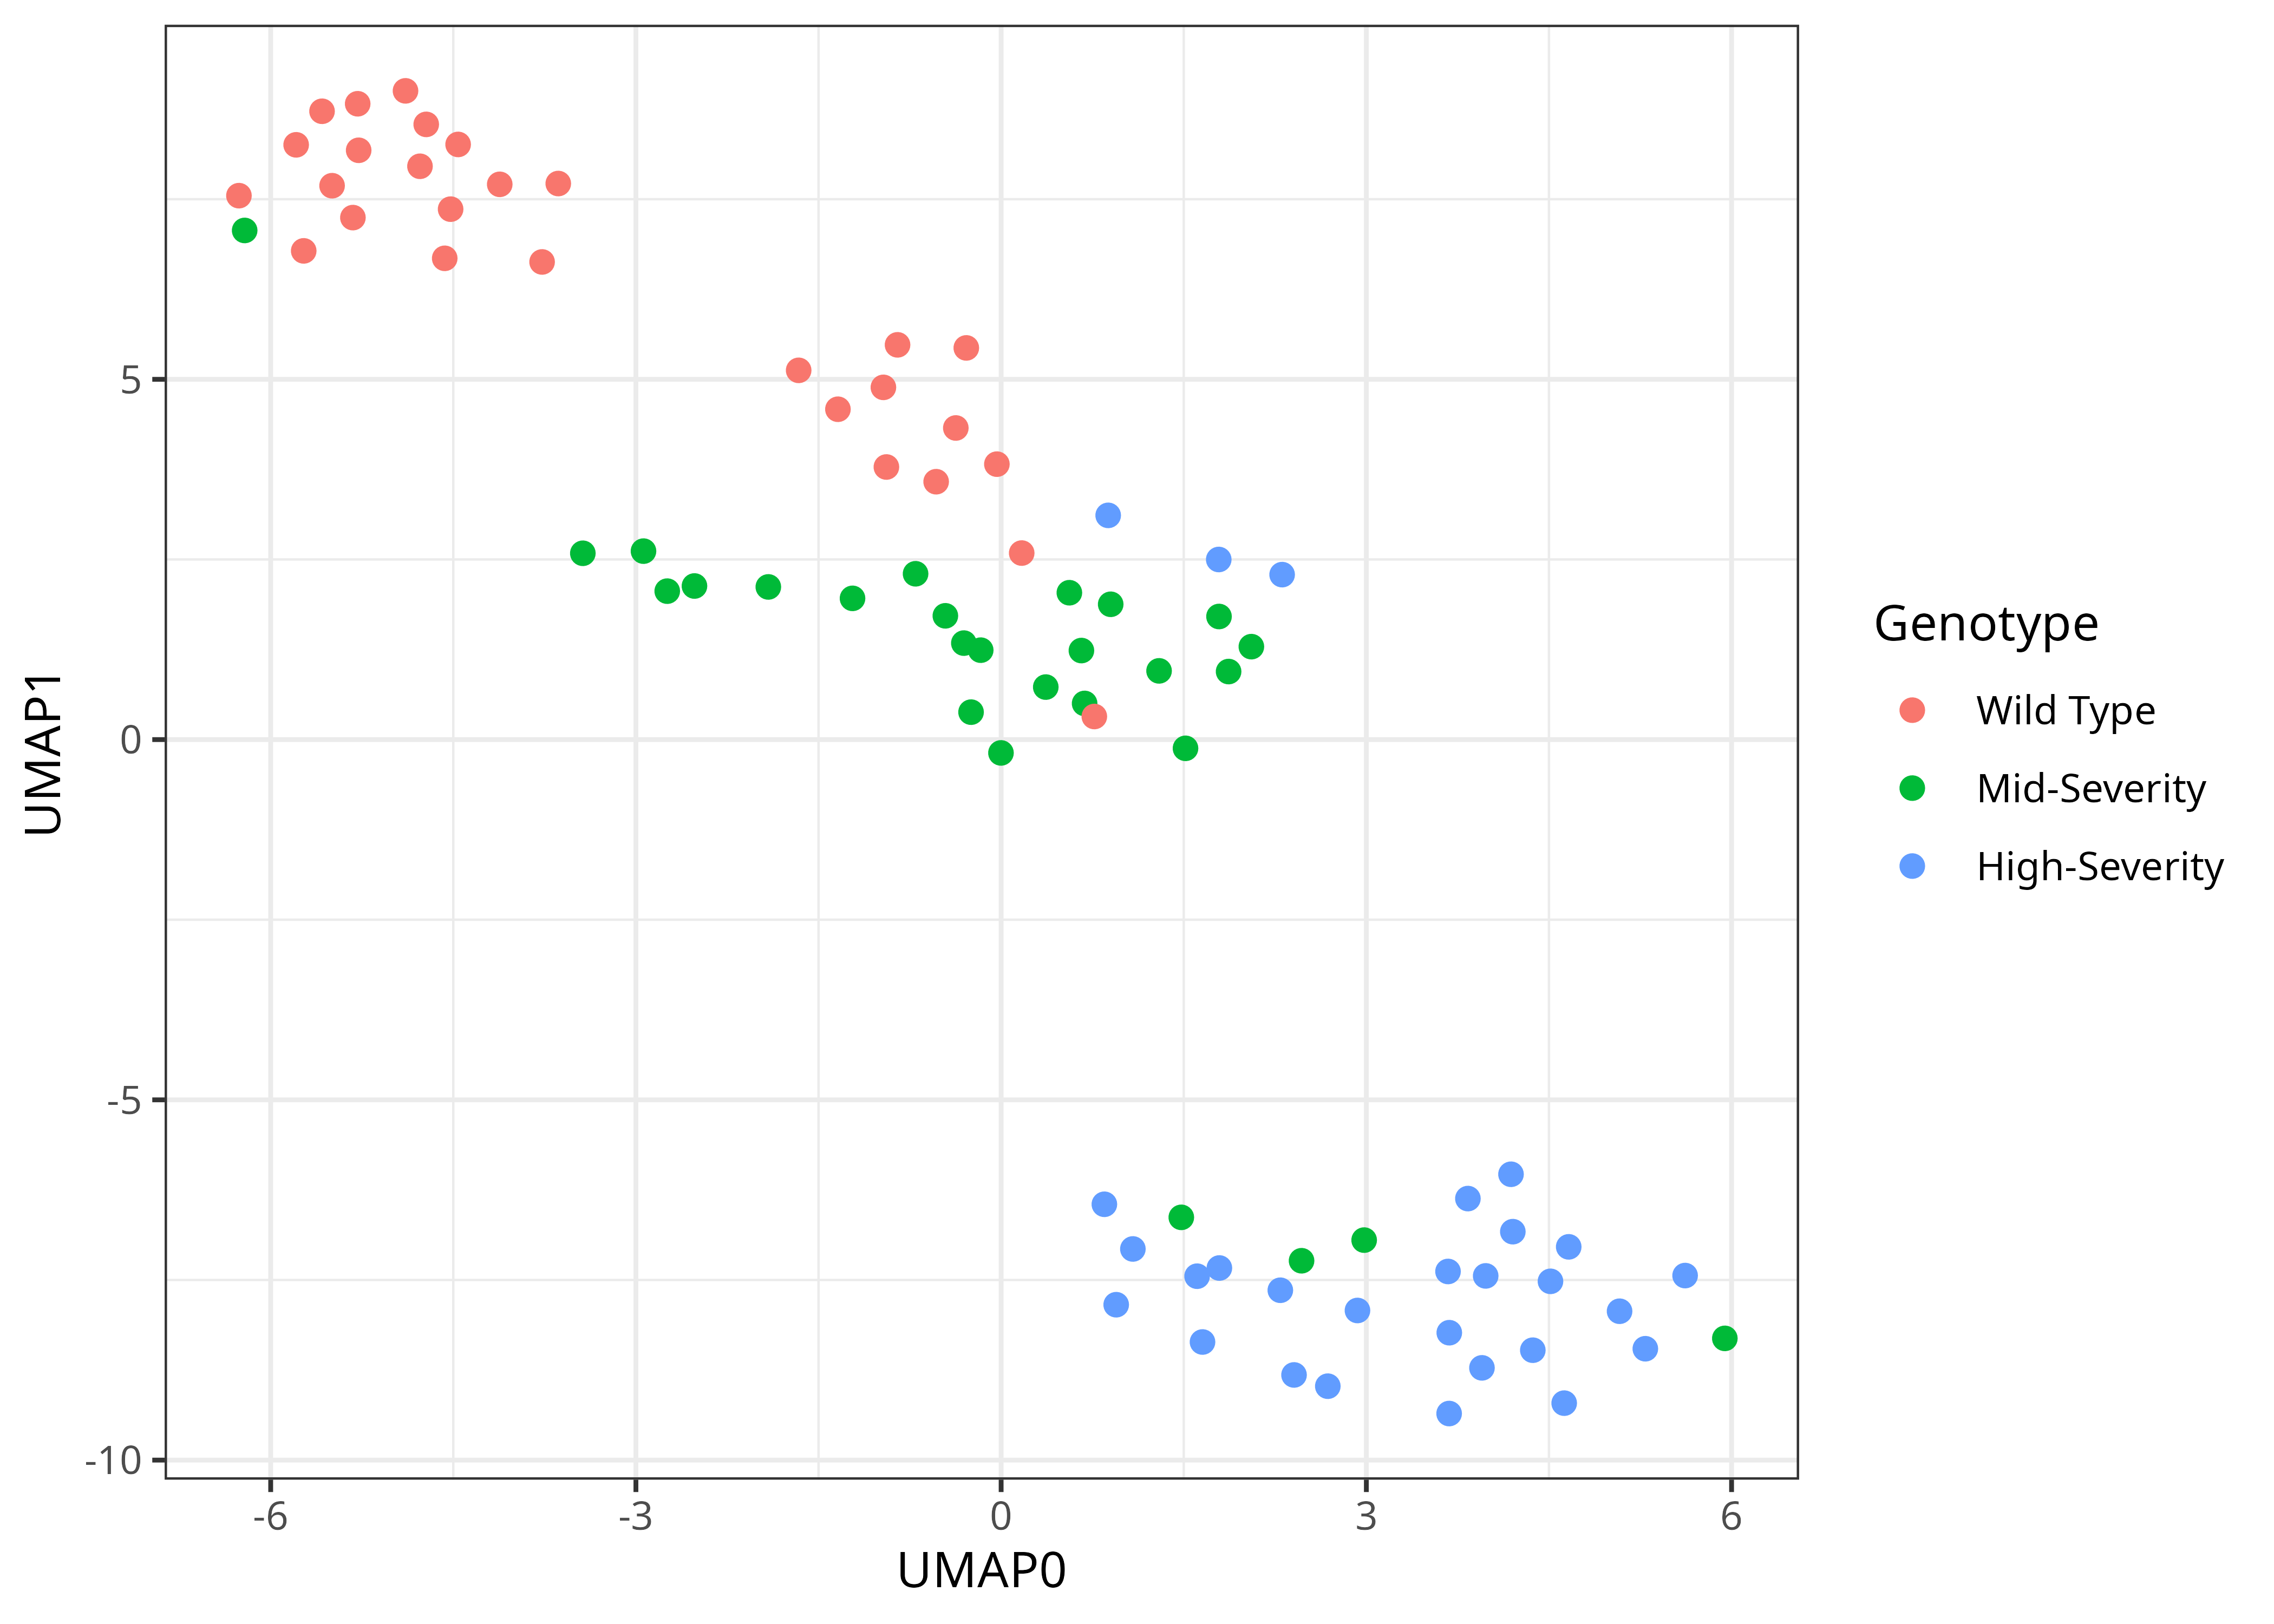 5
0
-5
-10
UMAP1
-6 -3 0 3 6
UMAP0
Genotype
Wild Type
Mid-Severity
High-Severity